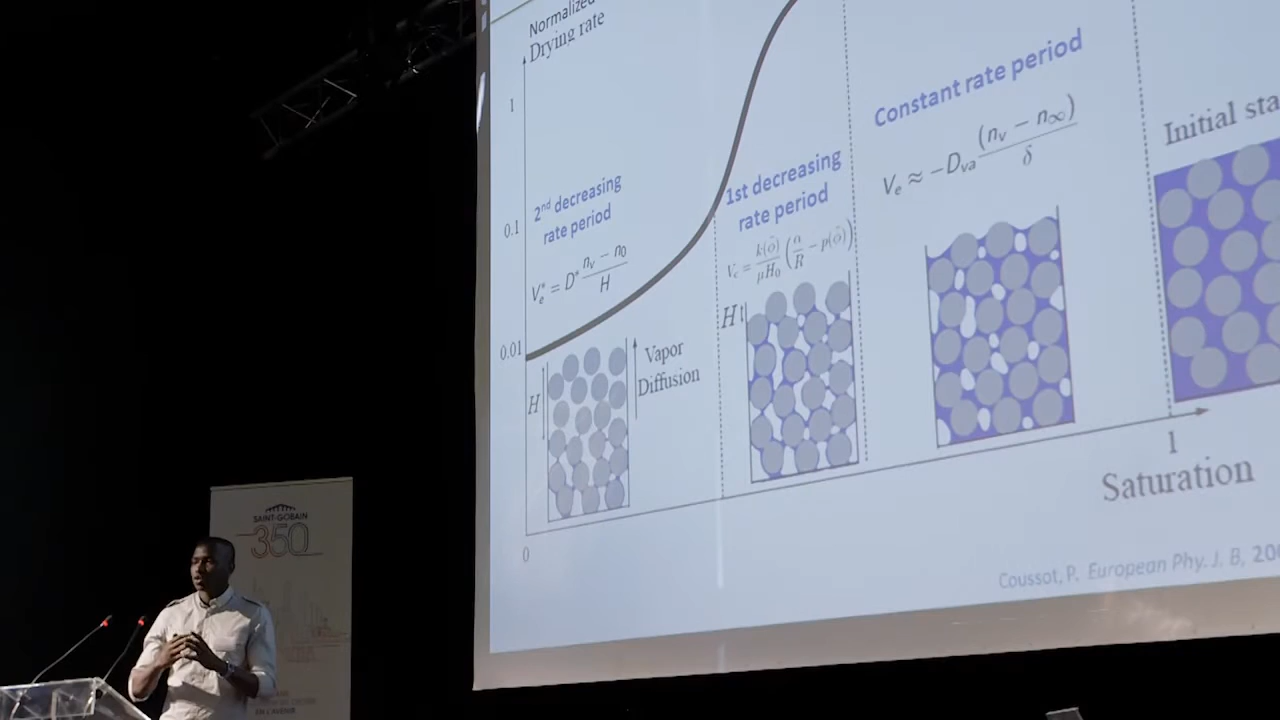 Normalized
Drying rate
1
0.1
0.01
0
2nd decreasing
rate period
V*e = D* (nv − n0) / H
H
Vapor
Diffusion
1st decreasing
rate period
H
Constant rate period
Ve ≈ −Dva (nv − n∞) / δ
Initial sta
1
Saturation
Coussot, P, European Phy. J. B, 200
SAINT-GOBAIN
350